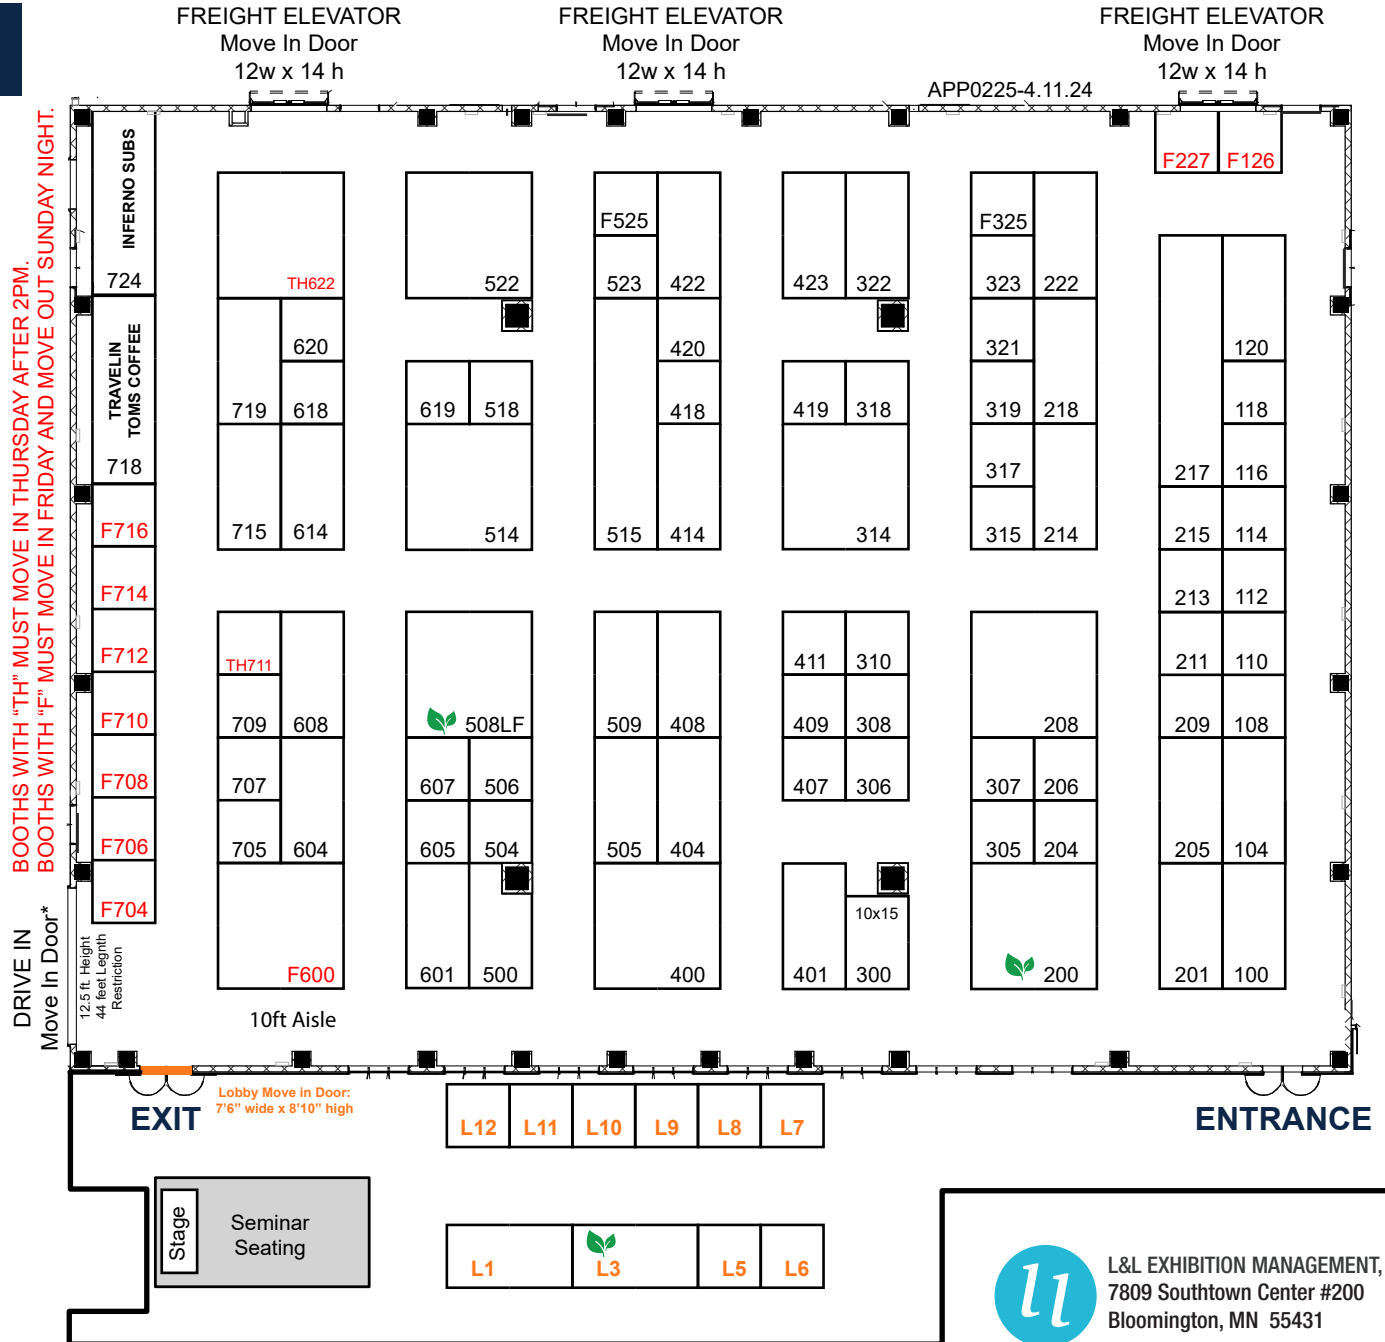 FREIGHT ELEVATOR
Move In Door
12w x 14 h
FREIGHT ELEVATOR
Move In Door
12w x 14 h
FREIGHT ELEVATOR
Move In Door
12w x 14 h
APP0225-4.11.24
BOOTHS WITH "TH" MUST MOVE IN THURSDAY AFTER 2PM.
BOOTHS WITH "F" MUST MOVE IN FRIDAY AND MOVE OUT SUNDAY NIGHT.
INFERNO SUBS
724
TRAVELIN
TOMS COFFEE
718
F716
F714
F712
F710
F708
F706
F704
DRIVE IN
Move In Door*
12.5 ft. Height
44 feet Legnth
Restriction
TH622
620
719 618
715 614
TH711
709 608
707
705 604
F600
10ft Aisle
522
619 518
514
508LF
607 506
605 504
601 500
F525
523 422
420
418
515 414
509 408
505 404
400
423 322
419 318
314
411 310
409 308
407 306
10x15
401 300
F325
323 222
321
319 218
317
315 214
208
307 206
305 204
200
F227 F126
120
118
217 116
215 114
213 112
211 110
209 108
205 104
201 100
EXIT
Lobby Move in Door:
7'6" wide x 8'10" high
ENTRANCE
L12 L11 L10 L9 L8 L7
Stage
Seminar
Seating
L1 L3 L5 L6
ll
L&L EXHIBITION MANAGEMENT,
7809 Southtown Center #200
Bloomington, MN 55431